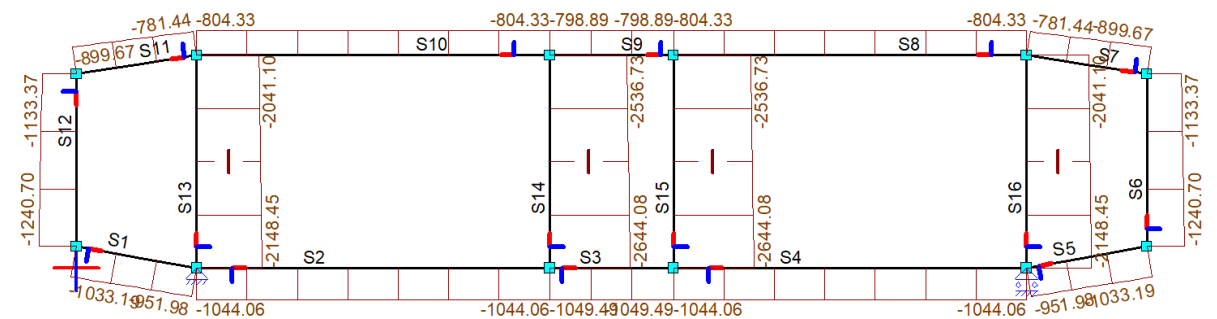 -781.44 -804.33 -804.33 -798.89 -798.89 -804.33 -804.33 -781.44 -899.67
-899.67 S11 S10 S9 S8 S7
-1133.37 -2041.10 -2536.73 -2536.73 -2041.10 -1133.37
S12 S13 S14 S15 S16 S6
-1240.70 -2148.45 -2644.08 -2644.08 -2148.45 -1240.70
S1 S2 S3 S4 S5
-1033.19 -951.98 -1044.06 -1044.06 -1049.49 -1049.49 -1044.06 -1044.06 -951.98 -1033.19